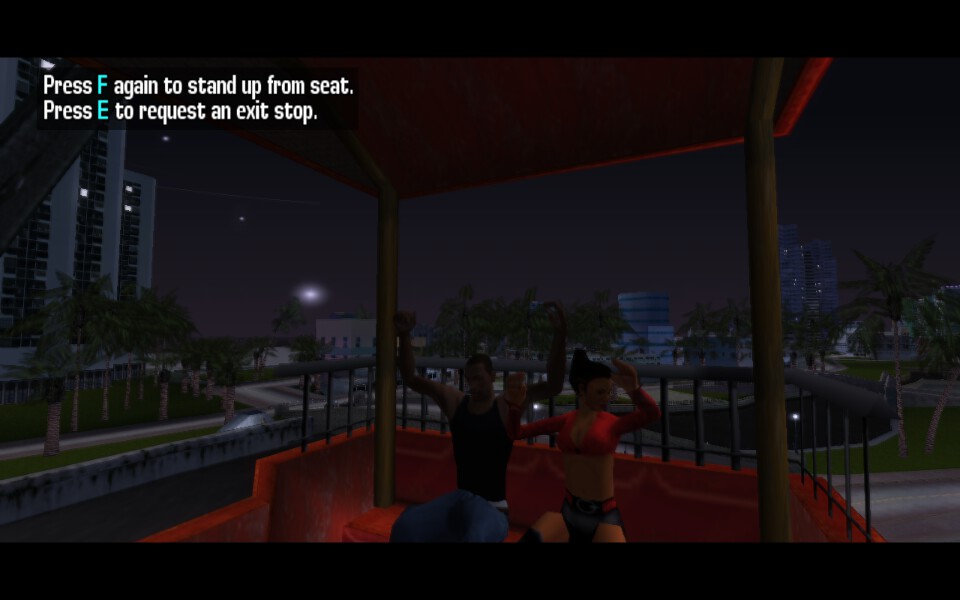 Press F again to stand up from seat.
Press E to request an exit stop.